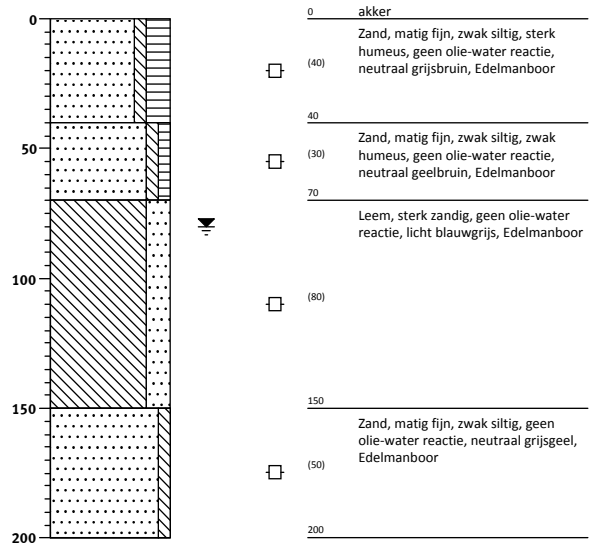 0
50
100
150
200
0
akker
(40)
Zand, matig fijn, zwak siltig, sterk
humeus, geen olie-water reactie,
neutraal grijsbruin, Edelmanboor
40
(30)
Zand, matig fijn, zwak siltig, zwak
humeus, geen olie-water reactie,
neutraal geelbruin, Edelmanboor
70
Leem, sterk zandig, geen olie-water
reactie, licht blauwgrijs, Edelmanboor
(80)
150
Zand, matig fijn, zwak siltig, geen
olie-water reactie, neutraal grijsgeel,
Edelmanboor
(50)
200